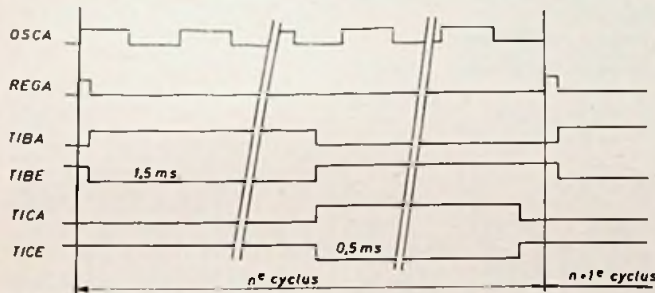 OSCA
REGA
TIBA
TIBE
1,5 ms
TICA
TICE
0,5 ms
nᵉ cyclus
n+1ᵉ cyclus